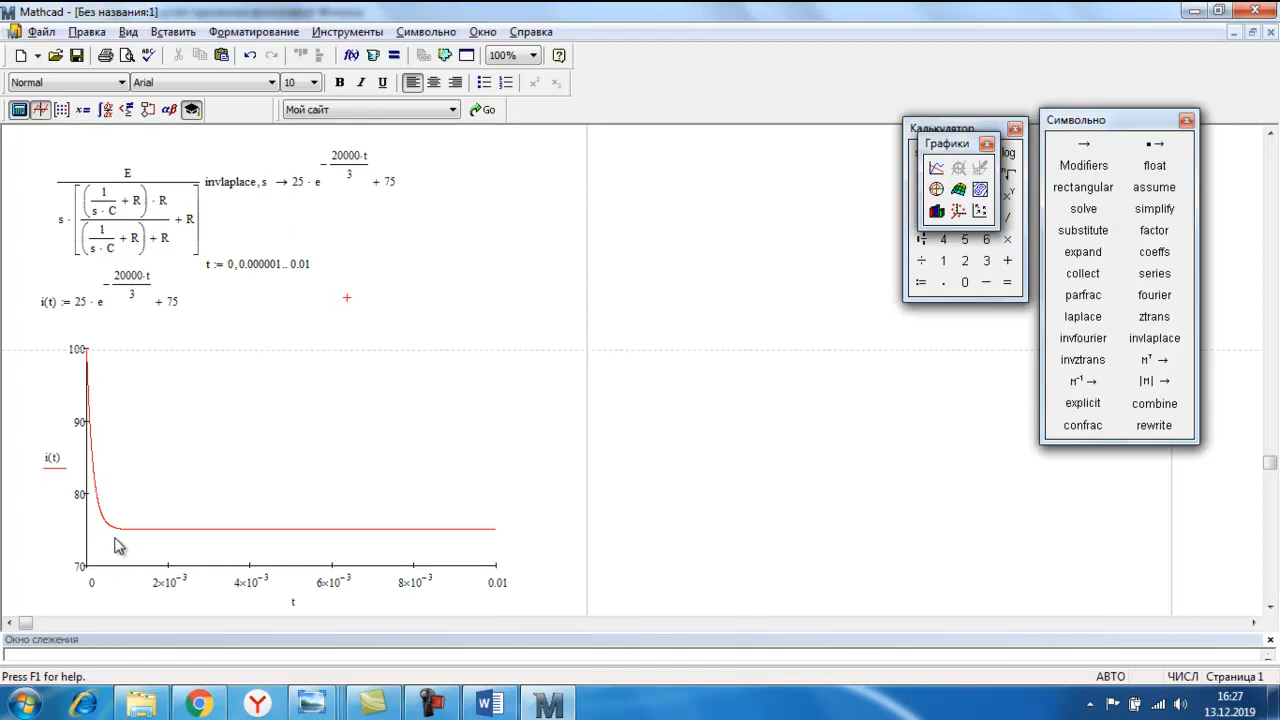 Mathcad - [Без названия:1]
Файл Правка Вид Вставить Форматирование Инструменты Символьно Окно Справка
100%
Normal Arial 10 B I U
Мой сайт Go
Калькулятор
log
4 5 6 ×
÷ 1 2 3 +
:= . 0 − =
Графики
Символьно
→ ▪ →
Modifiers float
rectangular assume
solve simplify
substitute factor
expand coeffs
collect series
parfrac fourier
laplace ztrans
invfourier invlaplace
invztrans Mᵀ →
M⁻¹ → |M| →
explicit combine
confrac rewrite
E
s · [ ( 1 / s · C + R ) · R / ( ( 1 / s · C + R ) + R ) + R ] invlaplace, s → 25 · e^(− 20000·t / 3) + 75
t := 0, 0.000001.. 0.01
i(t) := 25 · e^(− 20000·t / 3) + 75
100
90
i(t)
80
70
0 2×10⁻³ 4×10⁻³ 6×10⁻³ 8×10⁻³ 0.01
t
Окно слежения
Press F1 for help. АВТО ЧИСЛ Страница 1
16:27
13.12.2019